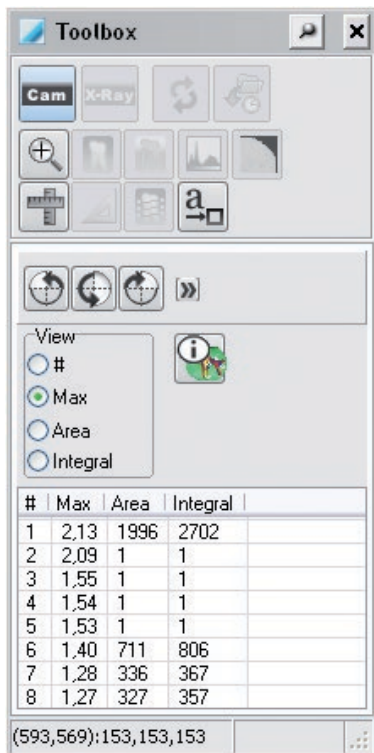 Toolbox
Cam X-Ray
a
View
#
Max
Area
Integral
# Max Area Integral
1 2,13 1996 2702
2 2,09 1 1
3 1,55 1 1
4 1,54 1 1
5 1,53 1 1
6 1,40 711 806
7 1,28 336 367
8 1,27 327 357
(593,569):153,153,153